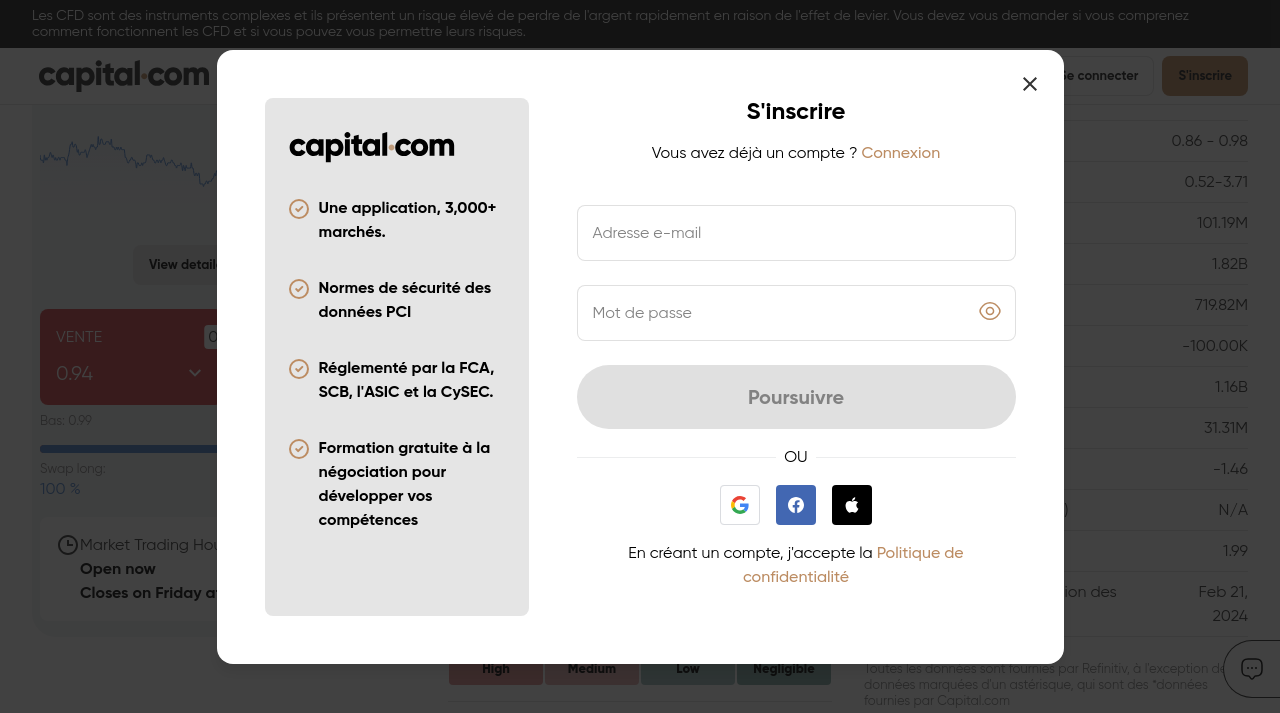 Les CFD sont des instruments complexes et ils présentent un risque élevé de perdre de l'argent rapidement en raison de l'effet de levier. Vous devez vous demander si vous comprenez
comment fonctionnent les CFD et si vous pouvez vous permettre leurs risques.
capital.com
Se connecter
S'inscrire
capital.com
Une application, 3,000+
marchés.
Normes de sécurité des
données PCI
Réglementé par la FCA,
SCB, l'ASIC et la CySEC.
Formation gratuite à la
négociation pour
développer vos
compétences
S'inscrire
Vous avez déjà un compte ? Connexion
Adresse e-mail
Mot de passe
Poursuivre
OU
En créant un compte, j'accepte la Politique de
confidentialité
View detail
VENTE
0.94
Bas: 0.99
Swap long:
100 %
Market Trading Hou
Open now
Closes on Friday at
High
Medium
Low
Negligible
0.86 - 0.98
0.52-3.71
101.19M
1.82B
719.82M
-100.00K
1.16B
31.31M
-1.46
N/A
1.99
ion des
Feb 21,
2024
Toutes les données sont fournies par Refinitiv, à l'exception de
données marquées d'un astérisque, qui sont des *données
fournies par Capital.com